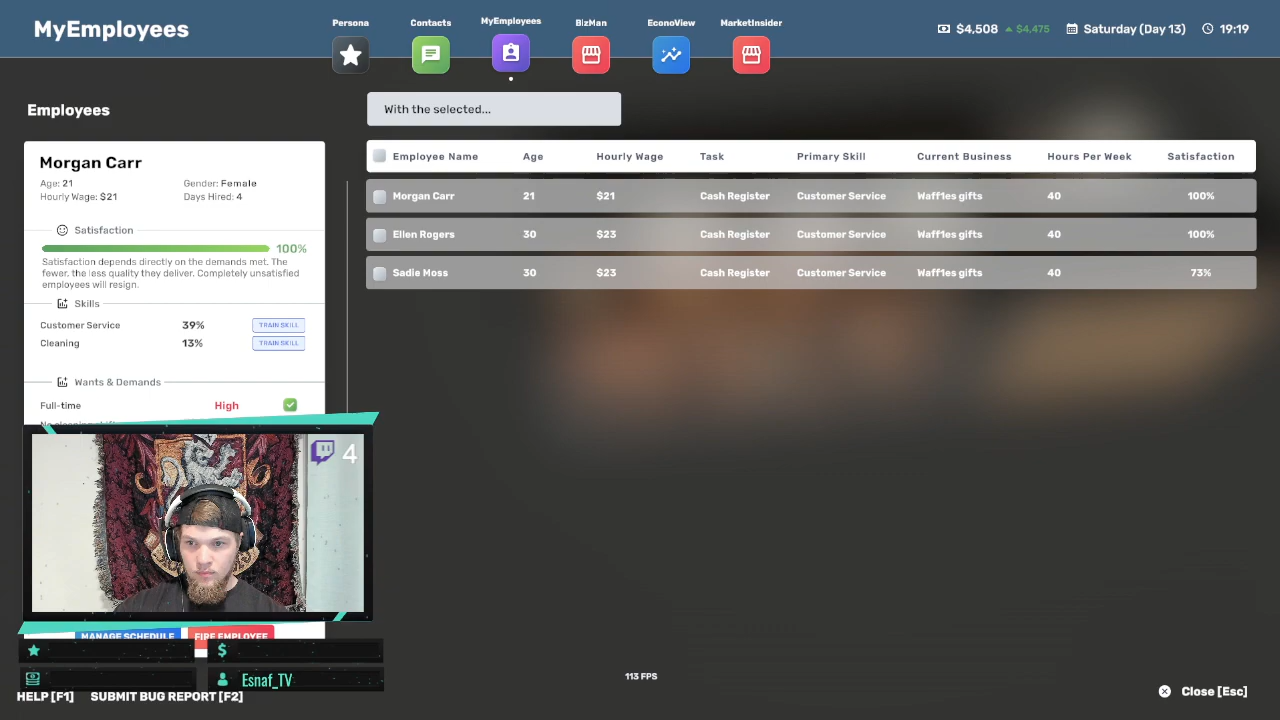 MyEmployees
Persona
Contacts
MyEmployees
BizMan
EconoView
MarketInsider
$4,508 $4,475 Saturday (Day 13) 19:19
Employees
With the selected...
Morgan Carr
Age: 21 Gender: Female
Hourly Wage: $21 Days Hired: 4
Satisfaction
100%
Satisfaction depends directly on the demands met. The
fewer, the less quality they deliver. Completely unsatisfied
employees will resign.
Skills
Customer Service 39% TRAIN SKILL
Cleaning 13% TRAIN SKILL
Wants & Demands
Full-time High
Employee Name Age Hourly Wage Task Primary Skill Current Business Hours Per Week Satisfaction
Morgan Carr 21 $21 Cash Register Customer Service Waff1es gifts 40 100%
Ellen Rogers 30 $23 Cash Register Customer Service Waff1es gifts 40 100%
Sadie Moss 30 $23 Cash Register Customer Service Waff1es gifts 40 73%
4
MANAGE SCHEDULE FIRE EMPLOYEE
$
Esnaf_TV
HELP [F1] SUBMIT BUG REPORT [F2]
113 FPS
Close [Esc]